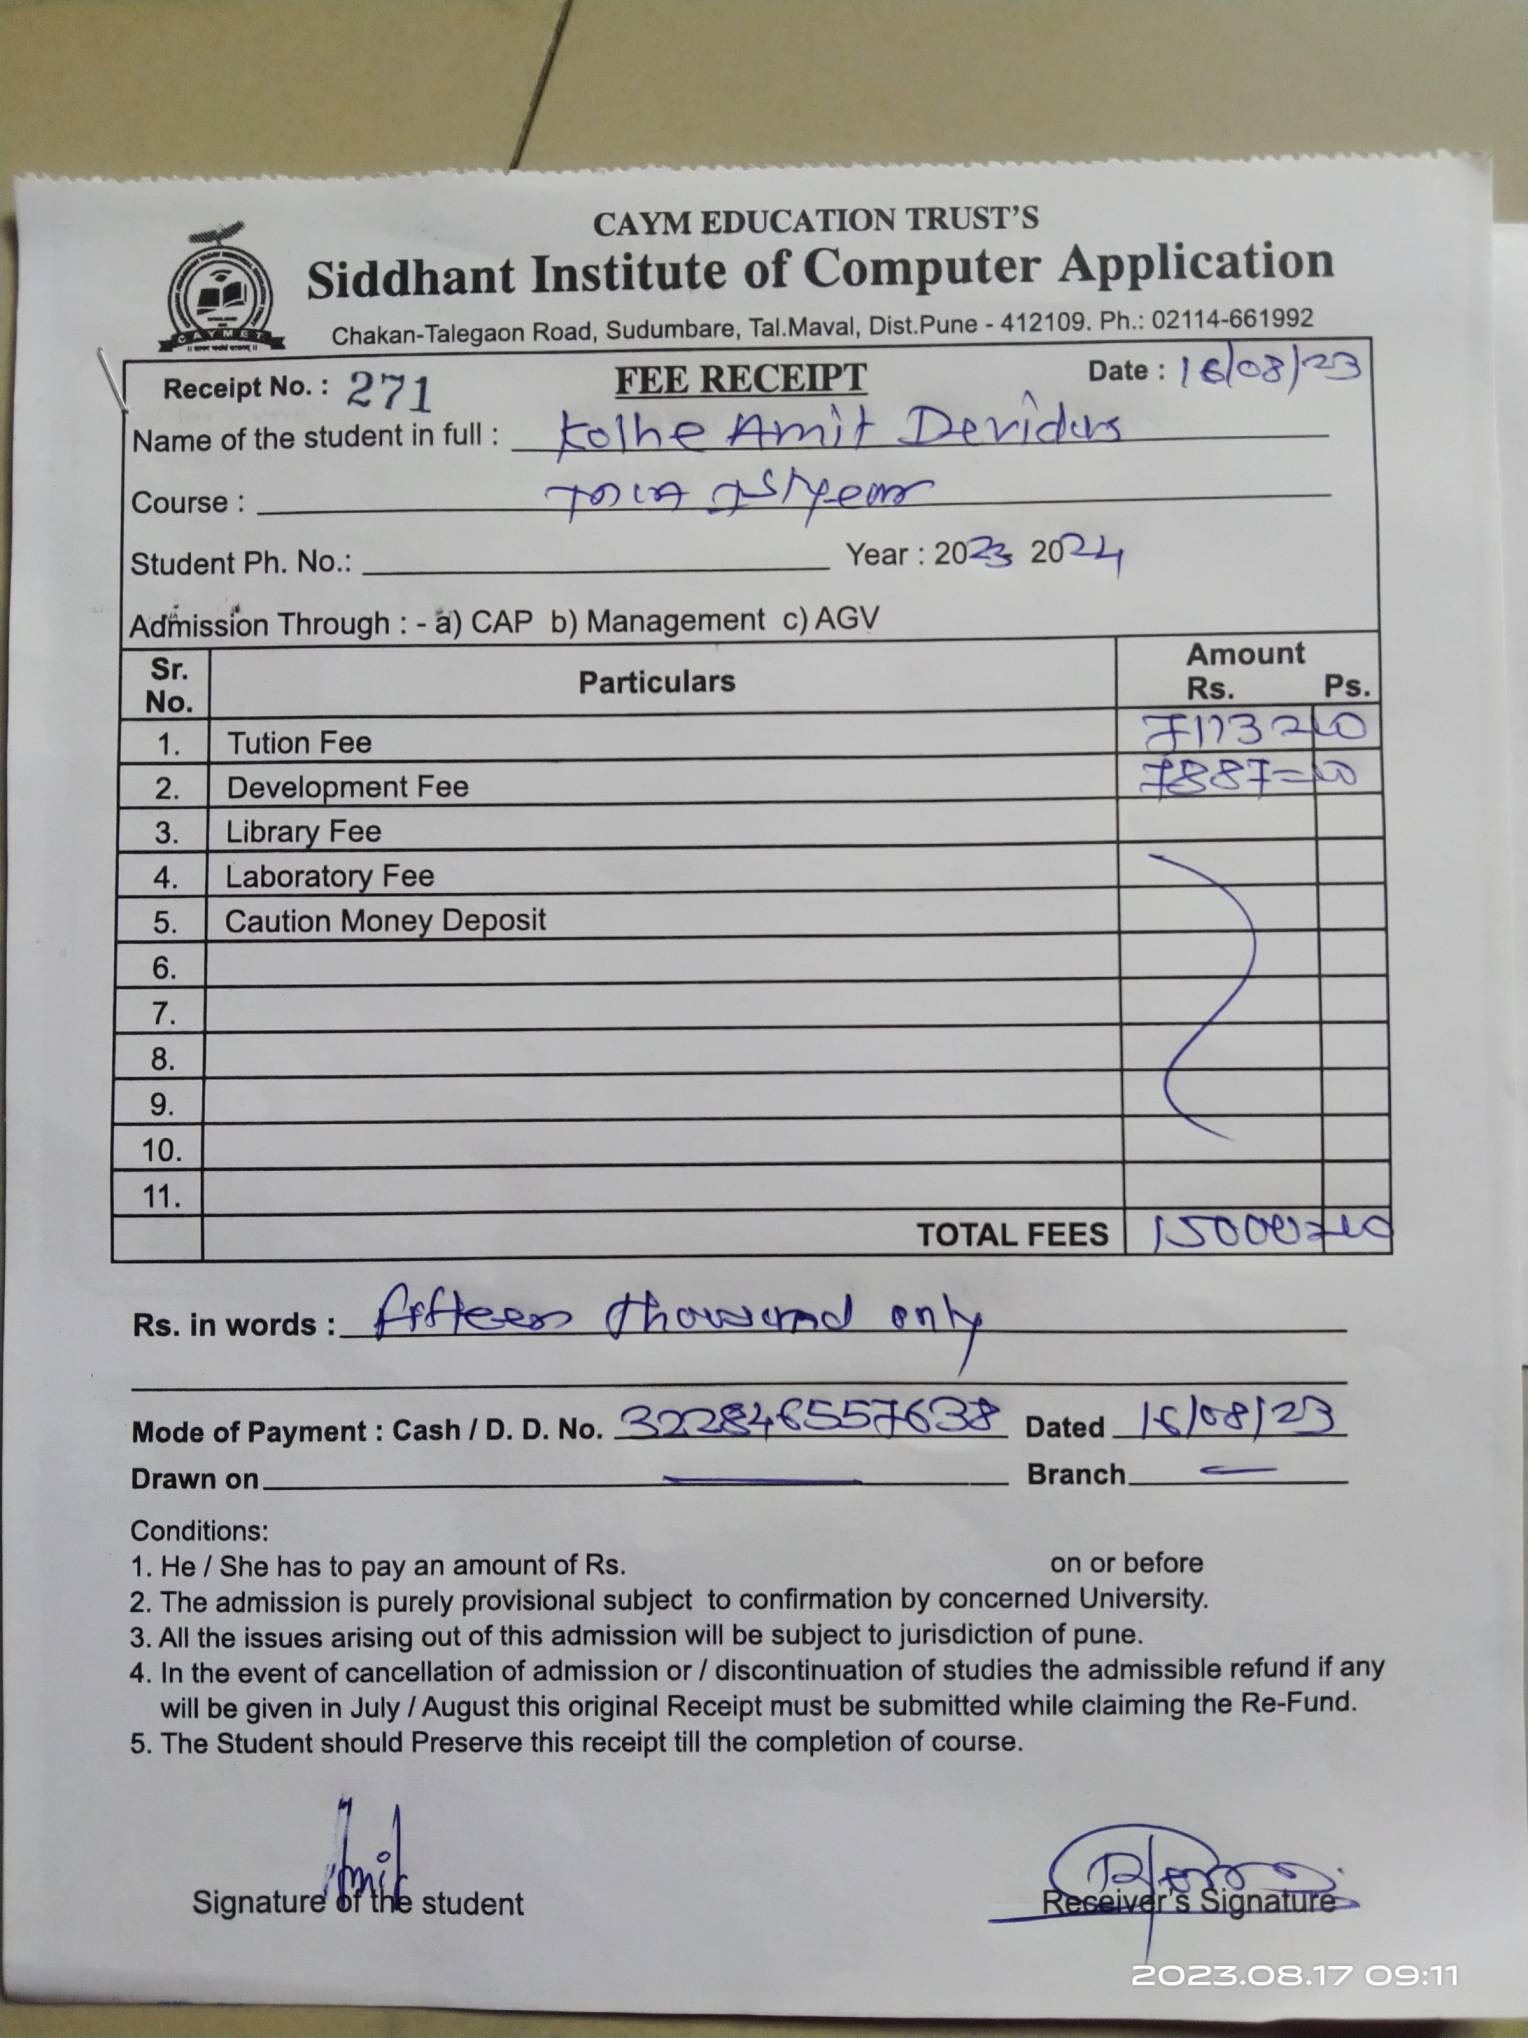 CAYM EDUCATION TRUST'S
Siddhant Institute of Computer Application
Chakan-Talegaon Road, Sudumbare, Tal.Maval, Dist.Pune - 412109. Ph.: 02114-661992
CAYMET
Receipt No. : 271 FEE RECEIPT Date : 16/08/23
Name of the student in full : Kolhe Amit Devidas
Course : Ist year
Student Ph. No.: Year : 2023 2024
Admission Through : - a) CAP b) Management c) AGV
Sr. No. Particulars Amount Rs. Ps.
1. Tution Fee 7113=00
2. Development Fee 7887=00
3. Library Fee
4. Laboratory Fee
5. Caution Money Deposit
6.
7.
8.
9.
10.
11.
TOTAL FEES 15000=00
Rs. in words : fifteen thousand only
Mode of Payment : Cash / D. D. No. 322846557638 Dated 16/08/23
Drawn on — Branch —
Conditions:
1. He / She has to pay an amount of Rs. on or before
2. The admission is purely provisional subject to confirmation by concerned University.
3. All the issues arising out of this admission will be subject to jurisdiction of pune.
4. In the event of cancellation of admission or / discontinuation of studies the admissible refund if any
will be given in July / August this original Receipt must be submitted while claiming the Re-Fund.
5. The Student should Preserve this receipt till the completion of course.
Amit
Signature of the student Receiver's Signature
2023.08.17 09:11